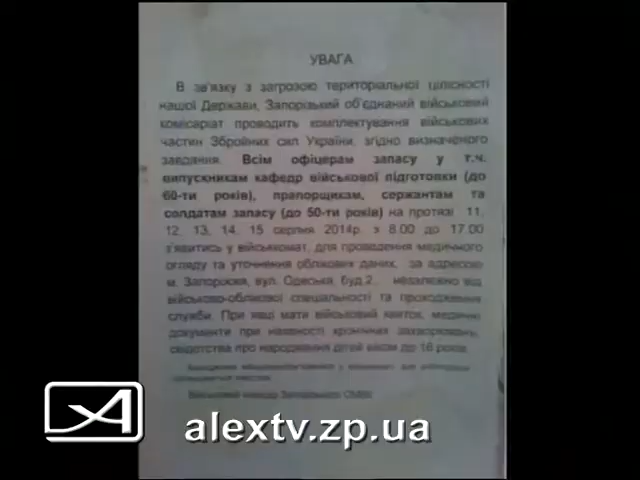 УВАГА
В зв'язку з загрозою територіальної цілісності
нашої Держави, Запорізький об'єднаний військовий
комісаріат проводить комплектування військових
частин Збройних сил України, згідно визначеного
завдання. Всім офіцерам запасу у т.ч.
випускникам кафедр військової підготовки (до
60-ти років), прапорщикам, сержантам та
солдатам запасу (до 50-ти років) на протязі 11,
12, 13, 14, 15 серпня 2014р. з 8.00 до 17.00
з'явитись у військомат, для проведення медичного
огляду та уточнення облікових даних, за адресою
м. Запоріжжя, вул. Одеська, буд.2, незалежно від
військово-облікової спеціальності та проходження
служби. При явці мати військовий квиток, медичні
документи при наявності хронічних захворювань,
свідетства про народження дітей віком до 18 років.
Військовий комісар Запорізького ОМВК
alextv.zp.ua